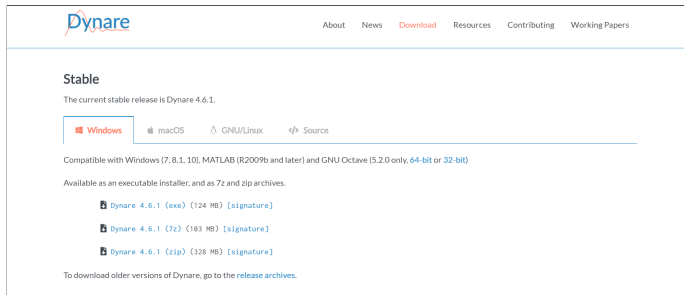 Dynare
About News Download Resources Contributing Working Papers
Stable
The current stable release is Dynare 4.6.1.
Windows macOS GNU/Linux </> Source
Compatible with Windows (7, 8.1, 10), MATLAB (R2009b and later) and GNU Octave (5.2.0 only, 64-bit or 32-bit)
Available as an executable installer, and as 7z and zip archives.
Dynare 4.6.1 (exe) (124 MB) [signature]
Dynare 4.6.1 (7z) (103 MB) [signature]
Dynare 4.6.1 (zip) (328 MB) [signature]
To download older versions of Dynare, go to the release archives.